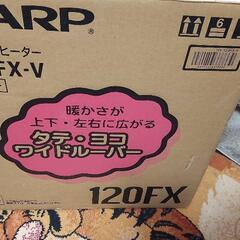 ARP
ヒーター
FX-V
暖かさが
上下・左右に広がる
タテ・ヨコ
ワイドルーバー
120FX
6